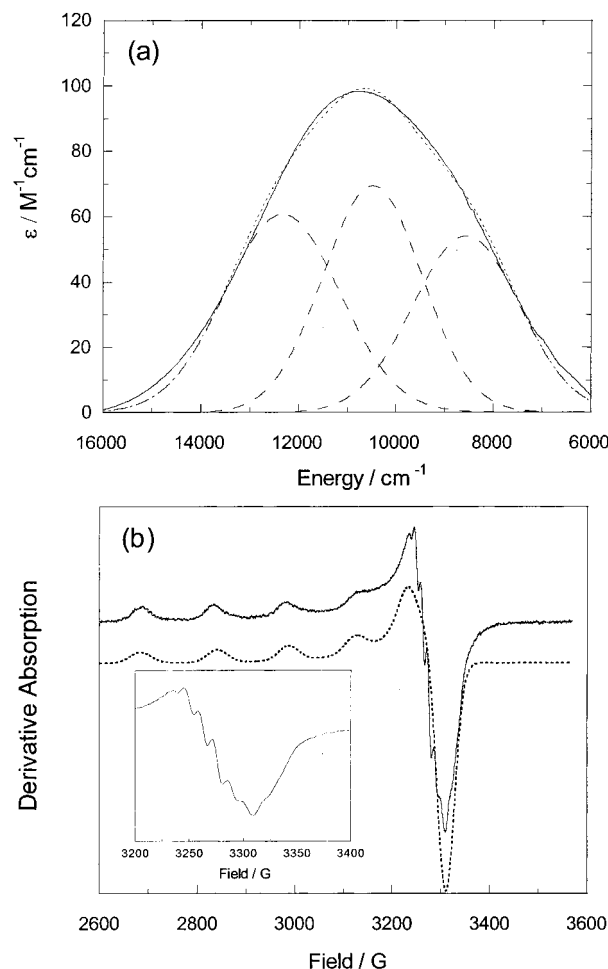 (a)
120
100
80
60
40
20
0
ε / M⁻¹cm⁻¹
16000 14000 12000 10000 8000 6000
Energy / cm⁻¹
(b)
Derivative Absorption
3200 3250 3300 3350 3400
Field / G
2600 2800 3000 3200 3400 3600
Field / G